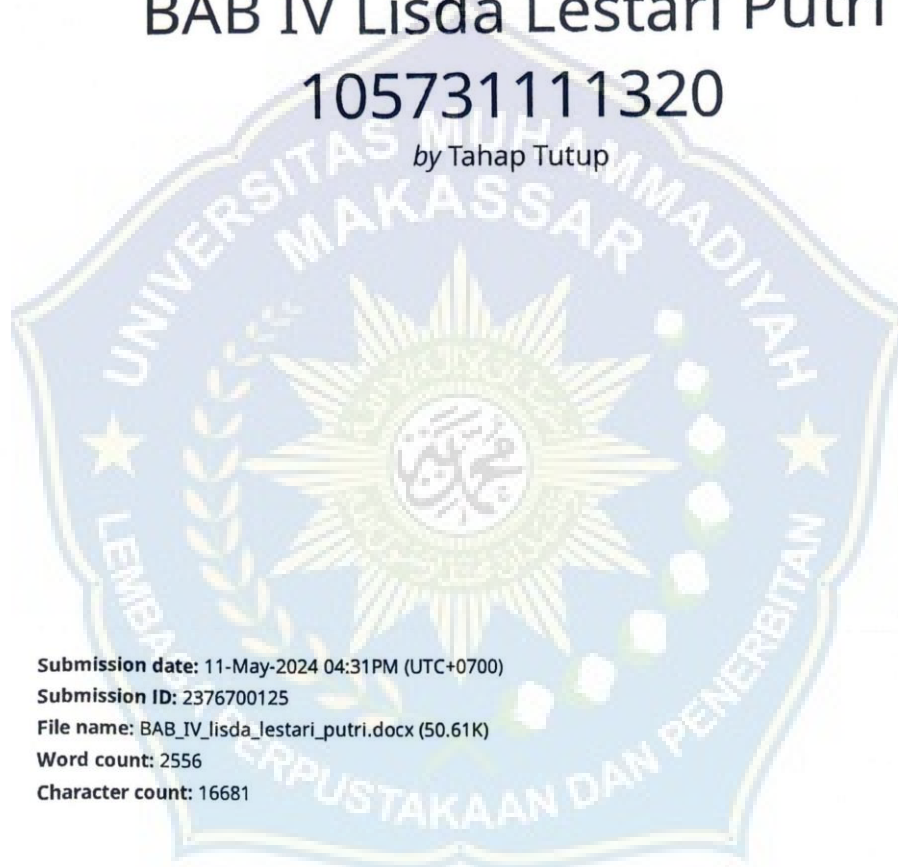 BAB IV Lisda Lestari Putri
105731111320
by Tahap Tutup
UNIVERSITAS MUHAMMADIYAH
MAKASSAR
LEMBAGA PERPUSTAKAAN DAN PENERBITAN
Submission date: 11-May-2024 04:31PM (UTC+0700)
Submission ID: 2376700125
File name: BAB_IV_lisda_lestari_putri.docx (50.61K)
Word count: 2556
Character count: 16681